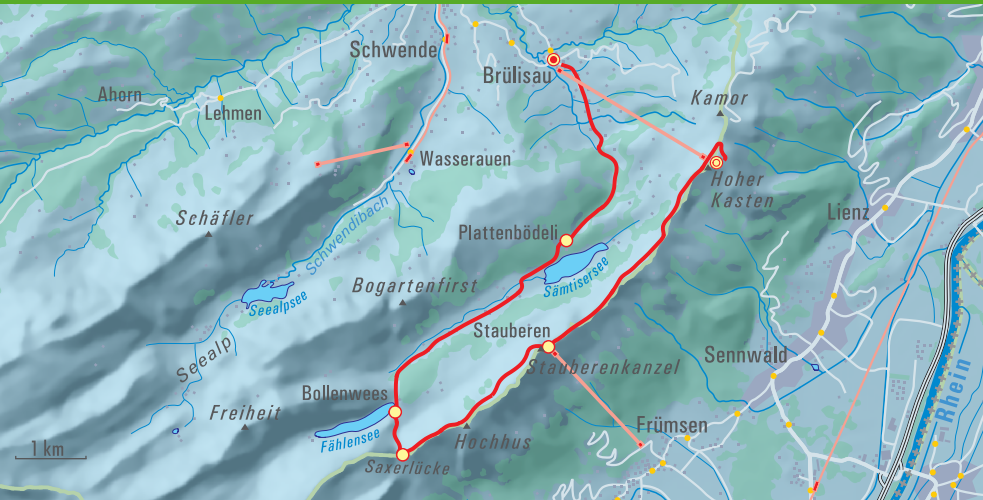 Schwende
Brülisau
Ahorn
Lehmen
Kamor
Wasserauen
Hoher
Kasten
Schäfler
Schwendibach
Lienz
Plattenbödeli
Sämtisersee
Bogartenfirst
Seealpsee
Stauberen
Stauberenkanzel
Seealp
Sennwald
Rhein
Bollenwees
Freiheit
Fählensee
Hochhus
Frümsen
1 km
Saxerlücke